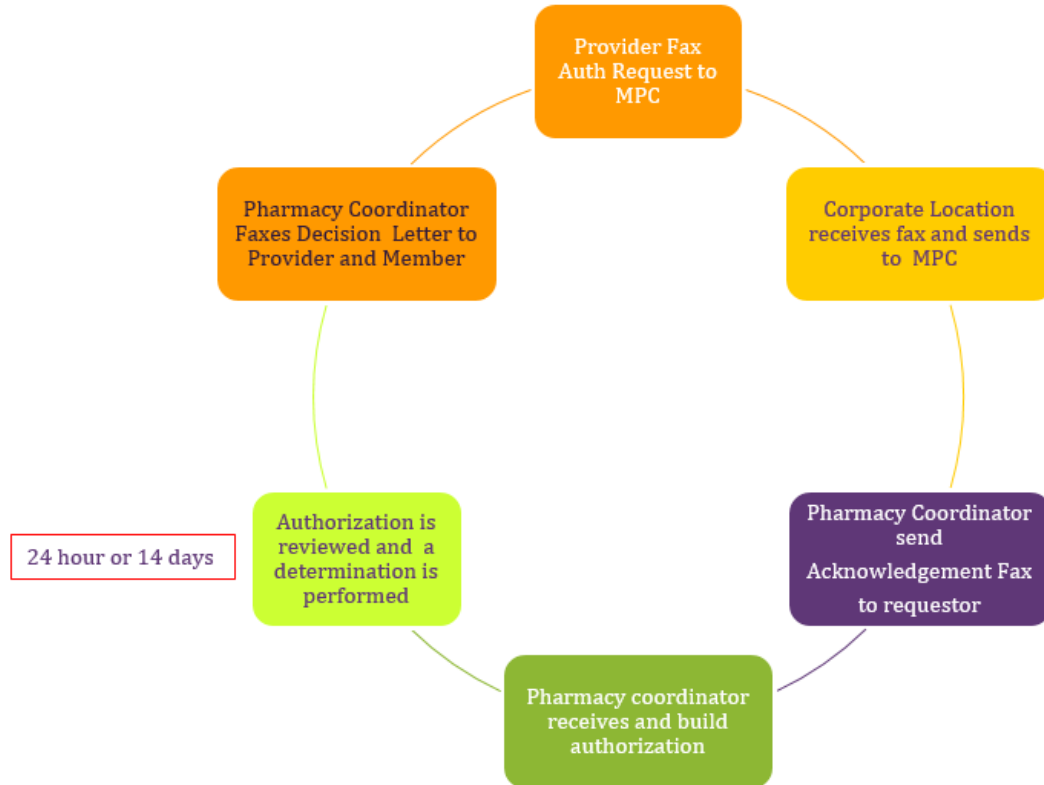 Provider Fax
Auth Request to
MPC
Corporate Location
receives fax and sends
to MPC
Pharmacy Coordinator
send
Acknowledgement Fax
to requestor
Pharmacy coordinator
receives and build
authorization
Authorization is
reviewed and a
determination is
performed
24 hour or 14 days
Pharmacy Coordinator
Faxes Decision Letter to
Provider and Member